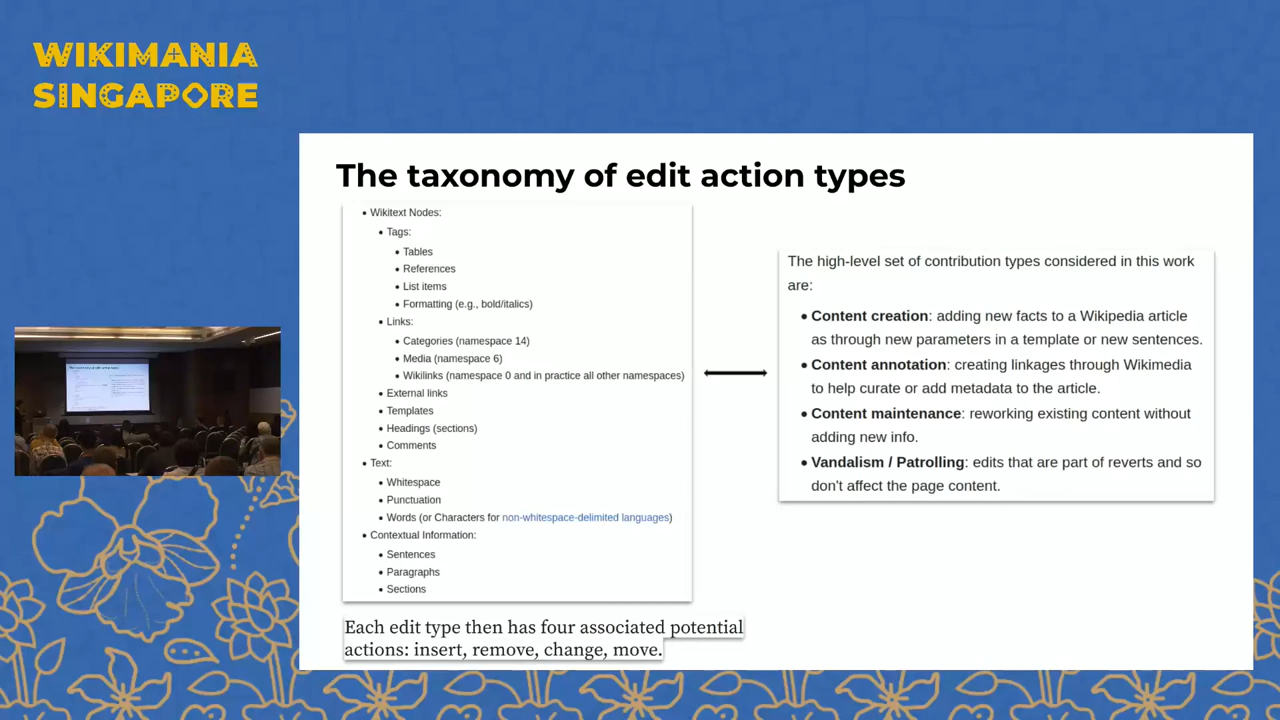 WIKIMANIA
SINGAPORE
The taxonomy of edit action types
• Wikitext Nodes:
• Tags:
• Tables
• References
• List items
• Formatting (e.g., bold/italics)
• Links:
• Categories (namespace 14)
• Media (namespace 6)
• Wikilinks (namespace 0 and in practice all other namespaces)
• External links
• Templates
• Headings (sections)
• Comments
• Text:
• Whitespace
• Punctuation
• Words (or Characters for non-whitespace-delimited languages)
• Contextual Information:
• Sentences
• Paragraphs
• Sections
Each edit type then has four associated potential
actions: insert, remove, change, move.
The high-level set of contribution types considered in this work
are:
• Content creation: adding new facts to a Wikipedia article
as through new parameters in a template or new sentences.
• Content annotation: creating linkages through Wikimedia
to help curate or add metadata to the article.
• Content maintenance: reworking existing content without
adding new info.
• Vandalism / Patrolling: edits that are part of reverts and so
don't affect the page content.